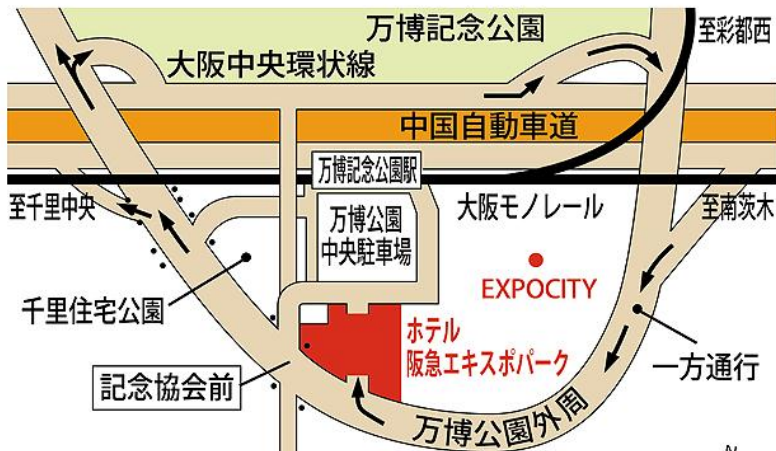 万博記念公園
至彩都西
大阪中央環状線
中国自動車道
万博記念公園駅
至千里中央
万博公園
中央駐車場
大阪モノレール
至南茨木
EXPOCITY
千里住宅公園
ホテル
阪急エキスポパーク
一方通行
記念協会前
万博公園外周